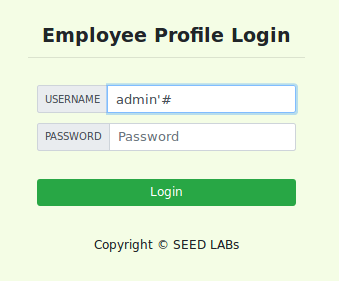 Employee Profile Login
USERNAME admin'#
PASSWORD Password
Login
Copyright © SEED LABs